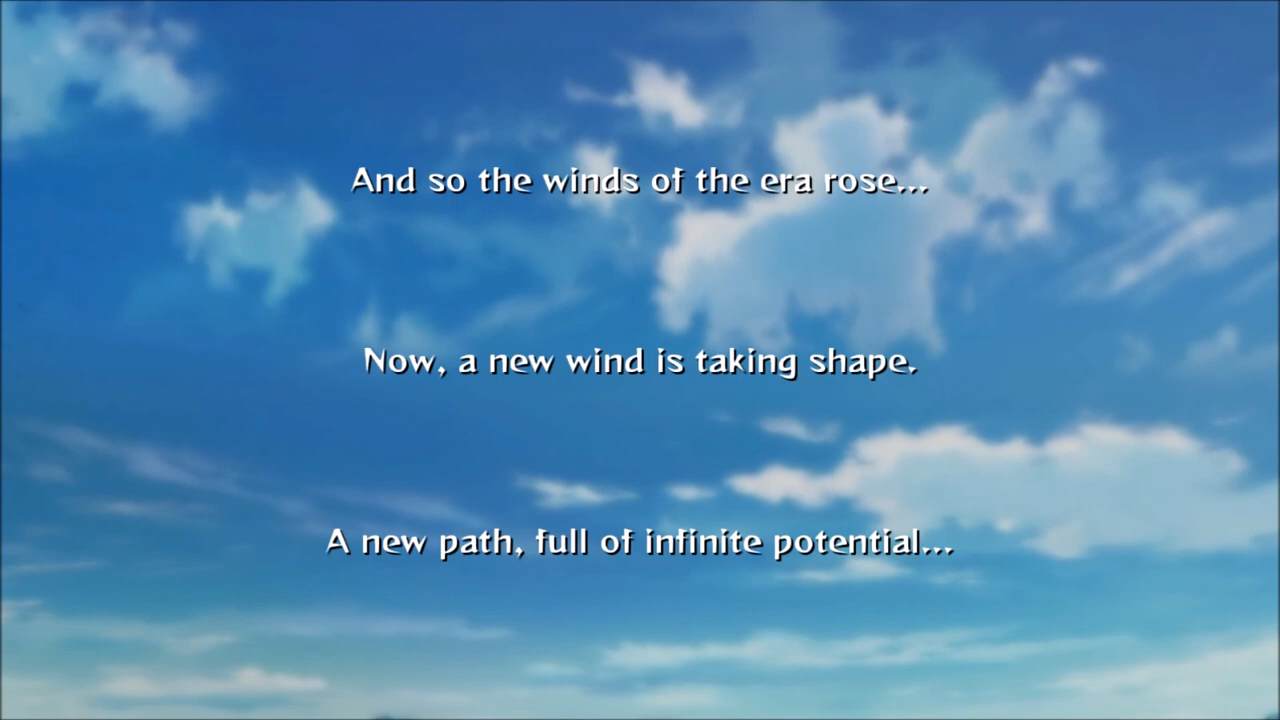 And so the winds of the era rose...
Now, a new wind is taking shape.
A new path, full of infinite potential...